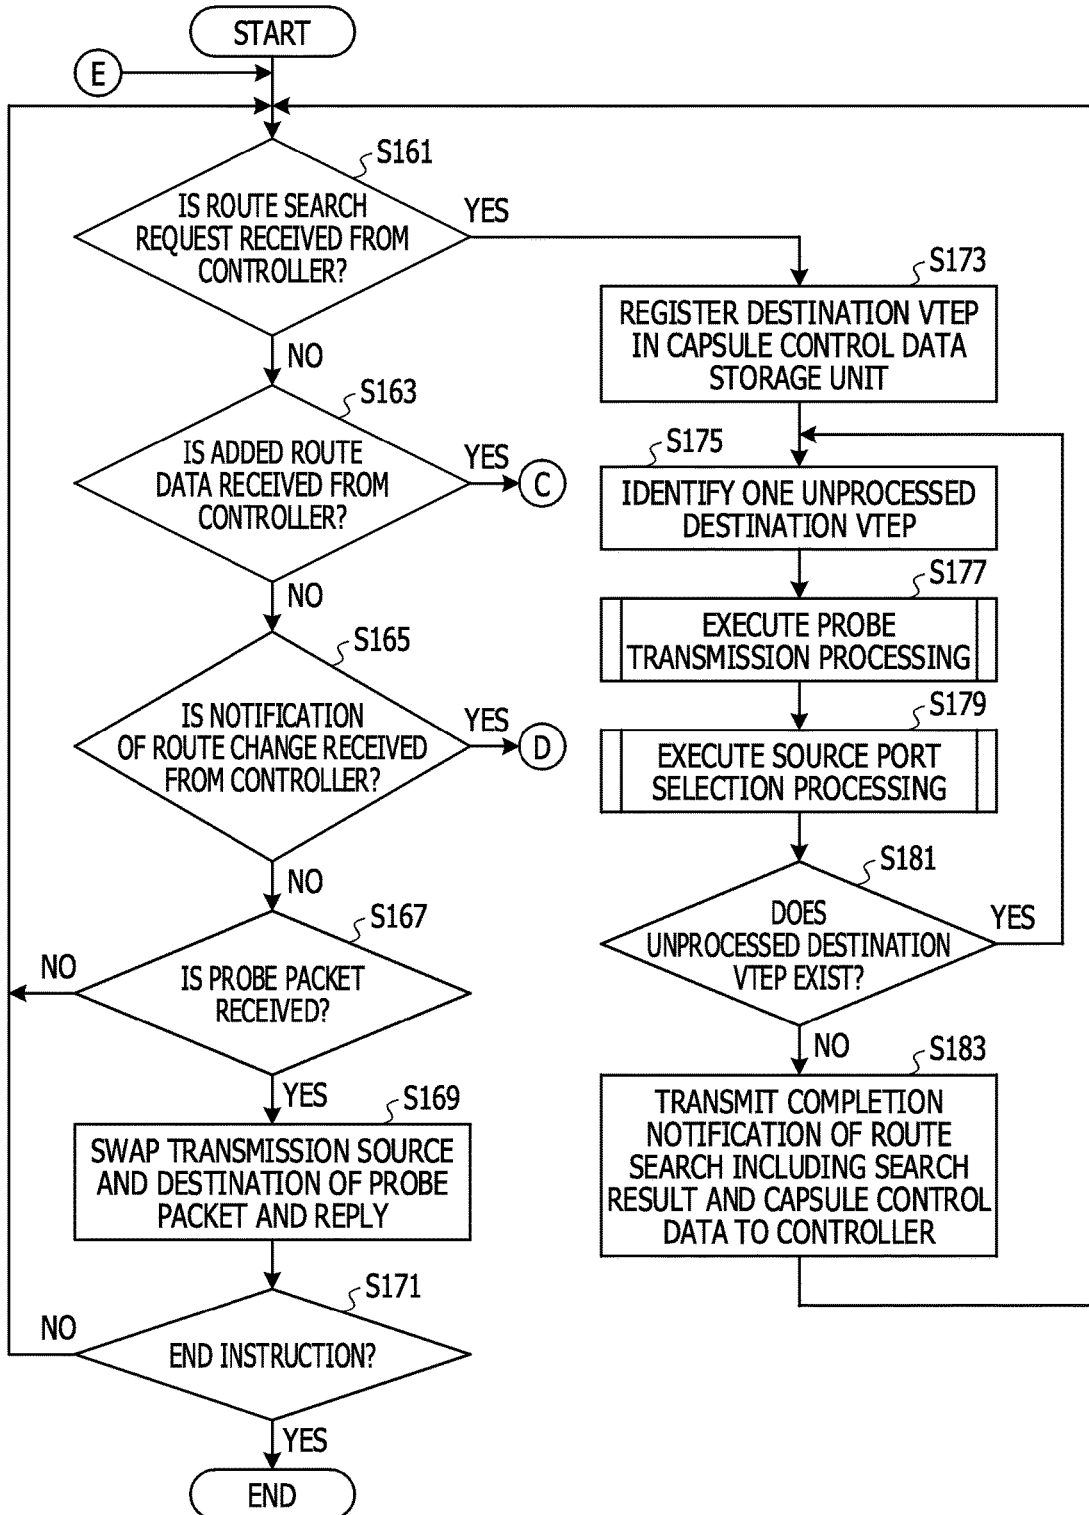 START
E
S161
IS ROUTE SEARCH
REQUEST RECEIVED FROM
CONTROLLER?
YES
NO
S163
IS ADDED ROUTE
DATA RECEIVED FROM
CONTROLLER?
YES
C
NO
S165
IS NOTIFICATION
OF ROUTE CHANGE RECEIVED
FROM CONTROLLER?
YES
D
NO
S167
IS PROBE PACKET
RECEIVED?
NO
YES
S169
SWAP TRANSMISSION SOURCE
AND DESTINATION OF PROBE
PACKET AND REPLY
S171
END INSTRUCTION?
NO
YES
END
S173
REGISTER DESTINATION VTEP
IN CAPSULE CONTROL DATA
STORAGE UNIT
S175
IDENTIFY ONE UNPROCESSED
DESTINATION VTEP
S177
EXECUTE PROBE
TRANSMISSION PROCESSING
S179
EXECUTE SOURCE PORT
SELECTION PROCESSING
S181
DOES
UNPROCESSED DESTINATION
VTEP EXIST?
YES
NO
S183
TRANSMIT COMPLETION
NOTIFICATION OF ROUTE
SEARCH INCLUDING SEARCH
RESULT AND CAPSULE CONTROL
DATA TO CONTROLLER